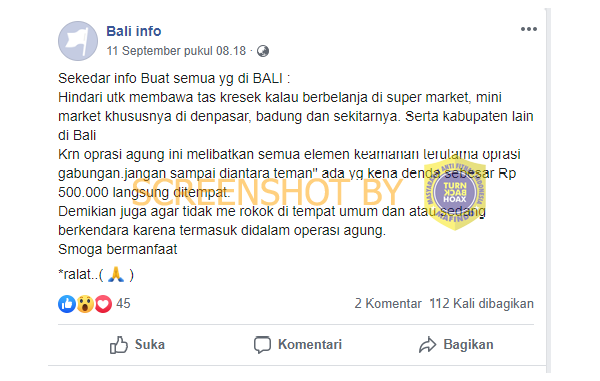 Bali info
11 September pukul 08.18 ·
Sekedar info Buat semua yg di BALI :
Hindari utk membawa tas kresek kalau berbelanja di super market, mini
market khususnya di denpasar, badung dan sekitarnya. Serta kabupaten lain
di Bali
Krn oprasi agung ini melibatkan semua elemen keamanan terutama oprasi
gabungan.jangan sampai diantara teman" ada yg kena denda sebesar Rp
500.000 langsung ditempat.
Demikian juga agar tidak me rokok di tempat umum dan atau sedang
berkendara karena termasuk didalam operasi agung.
Smoga bermanfaat
*ralat..( 🙏 )
45
2 Komentar 112 Kali dibagikan
Suka Komentari Bagikan
SCREENSHOT BY
MASYARAKAT ANTI FITNAH INDONESIA
TURN
BACK
HOAX
MAFINDO